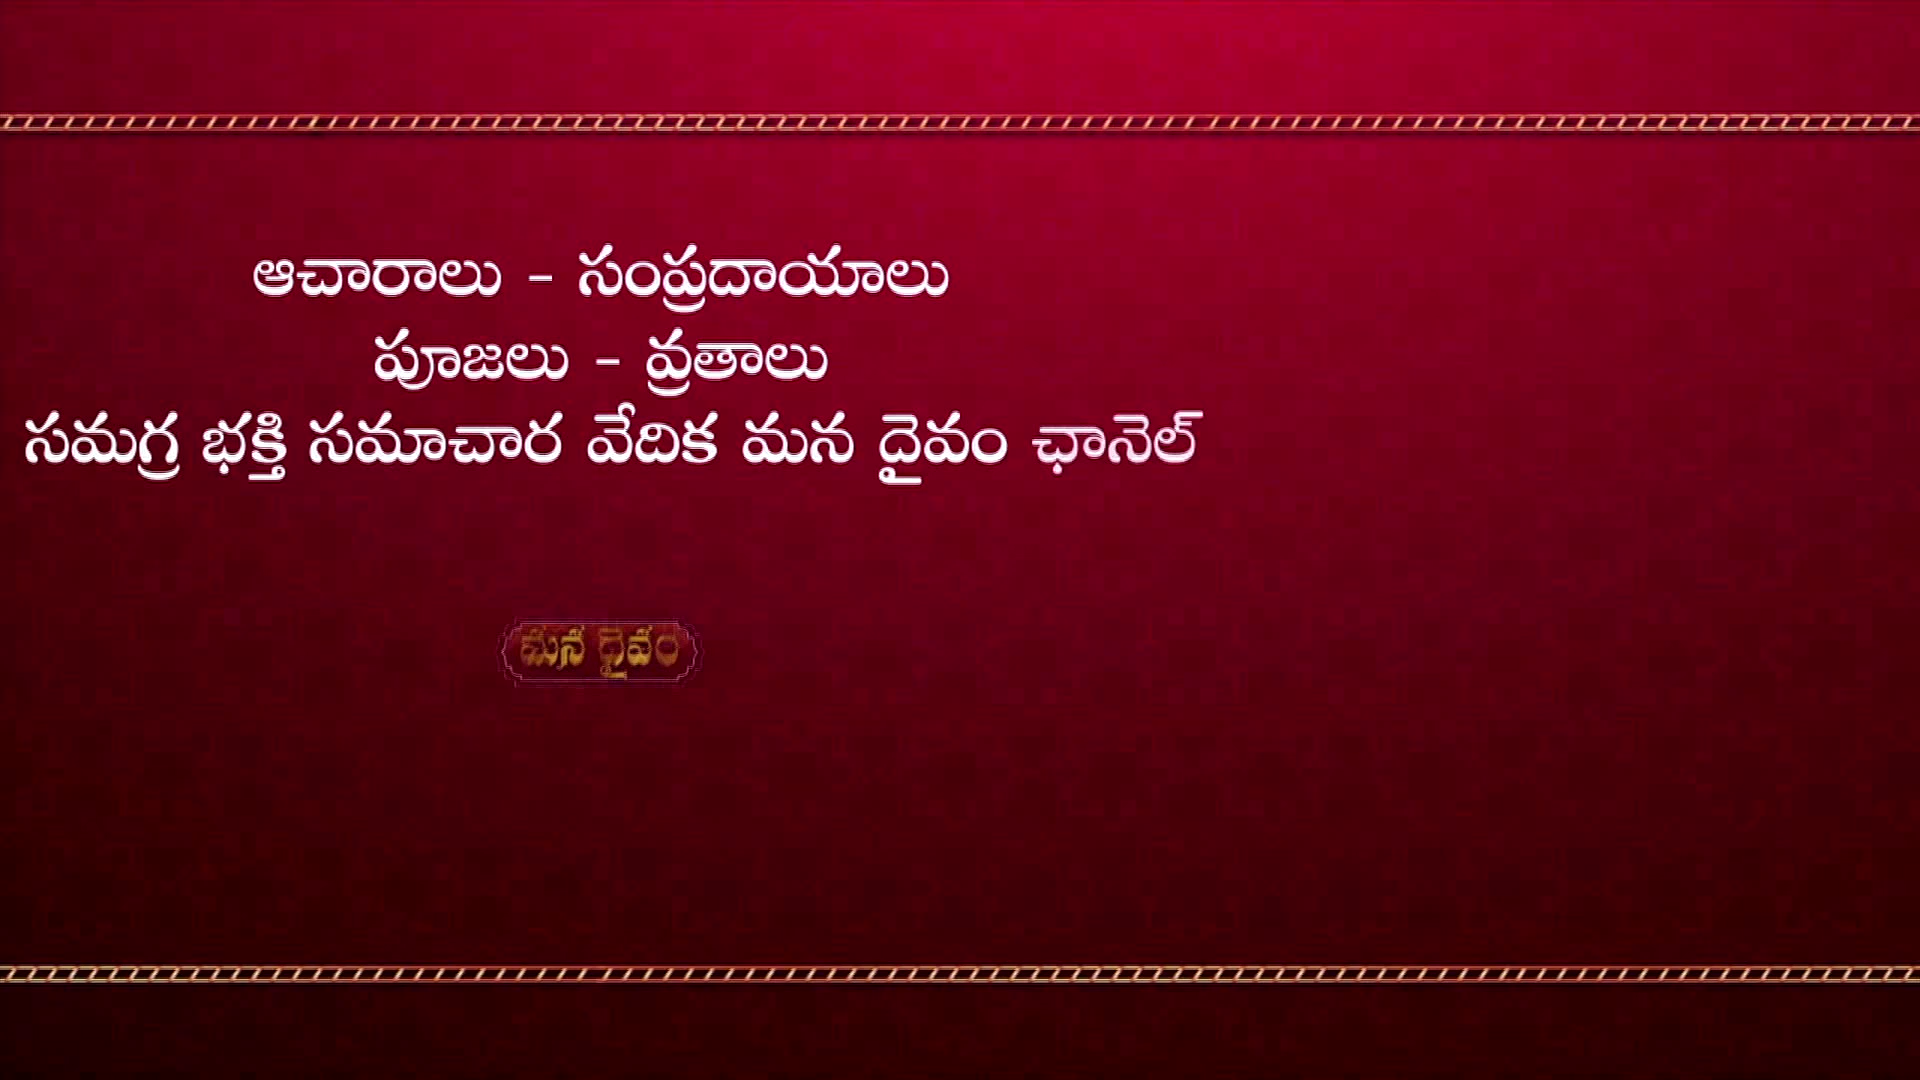 ఆచారాలు - సంప్రదాయాలు
పూజలు - వ్రతాలు
సమగ్ర భక్తి సమాచార వేదిక మన దైవం ఛానెల్
మన దైవం